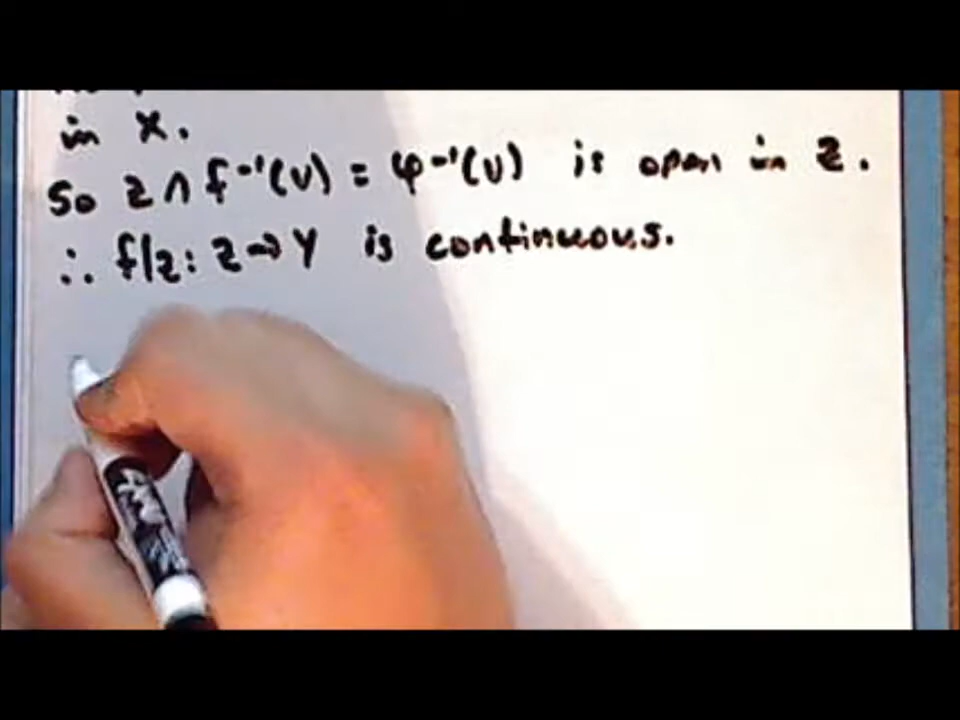 in X.
So Z ∩ f⁻¹(U) = φ⁻¹(U) is open in Z.
∴ f|Z: Z → Y is continuous.